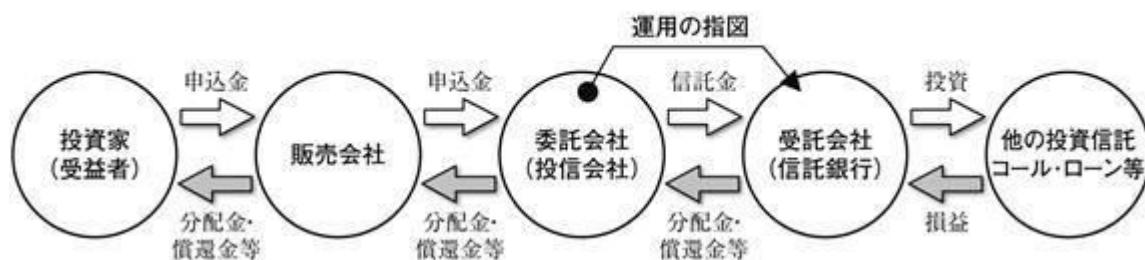 運用の指図
申込金
申込金
信託金
投資
投資家
(受益者)
販売会社
委託会社
(投信会社)
受託会社
(信託銀行)
他の投資信託
コール・ローン等
分配金・
償還金等
分配金・
償還金等
分配金・
償還金等
損益